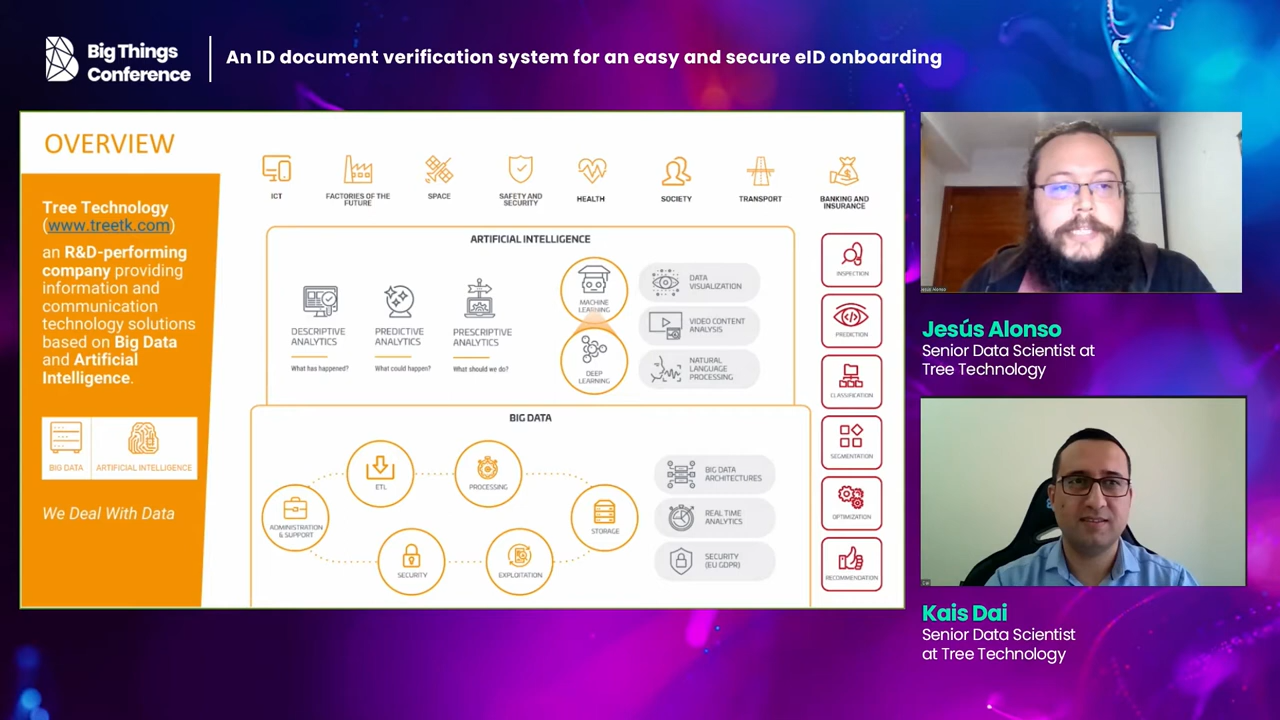 Big Things
Conference
An ID document verification system for an easy and secure eID onboarding
OVERVIEW
Tree Technology
(www.treetk.com)
an R&D-performing
company providing
information and
communication
technology solutions
based on Big Data
and Artificial
Intelligence.
BIG DATA
ARTIFICIAL INTELLIGENCE
We Deal With Data
ICT
FACTORIES OF THE
FUTURE
SPACE
SAFETY AND
SECURITY
HEALTH
SOCIETY
TRANSPORT
BANKING AND
INSURANCE
ARTIFICIAL INTELLIGENCE
DESCRIPTIVE
ANALYTICS
What has happened?
PREDICTIVE
ANALYTICS
What could happen?
PRESCRIPTIVE
ANALYTICS
What should we do?
MACHINE
LEARNING
DEEP
LEARNING
DATA
VISUALIZATION
VIDEO CONTENT
ANALYSIS
NATURAL
LANGUAGE
PROCESSING
BIG DATA
ADMINISTRATION
& SUPPORT
ETL
PROCESSING
STORAGE
SECURITY
EXPLOITATION
BIG DATA
ARCHITECTURES
REAL TIME
ANALYTICS
SECURITY
(EU GDPR)
INSPECTION
PREDICTION
CLASSIFICATION
SEGMENTATION
OPTIMIZATION
RECOMMENDATION
Jesús Alonso
Jesús Alonso
Senior Data Scientist at
Tree Technology
Kais Dai
Senior Data Scientist
at Tree Technology